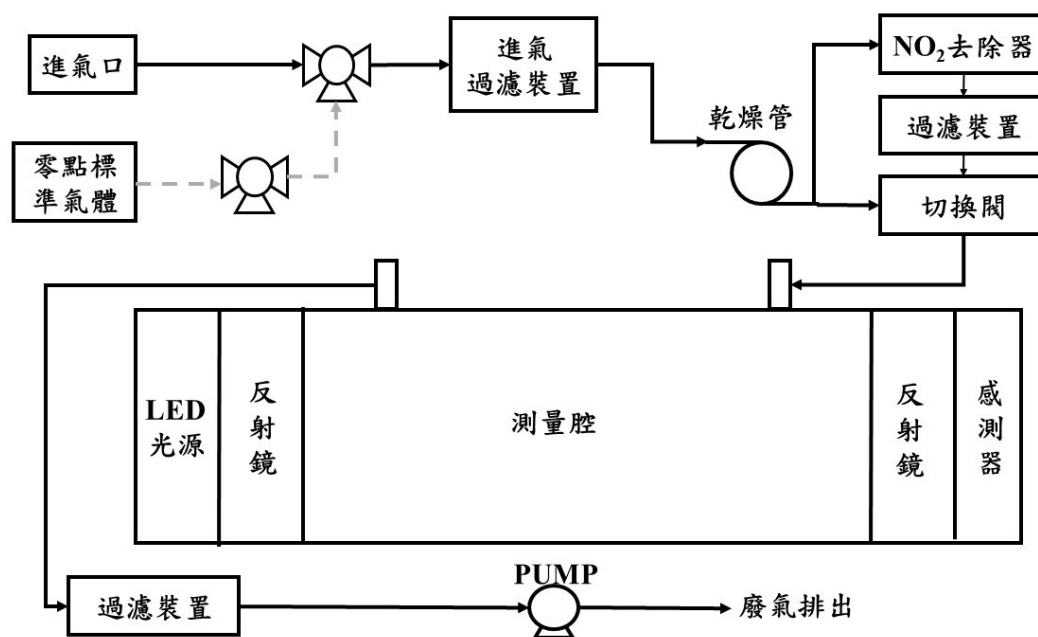 進氣口
進氣
過濾裝置
NO₂去除器
過濾裝置
切換閥
乾燥管
零點標
準氣體
LED
光源
反
射
鏡
測量腔
反
射
鏡
感
測
器
過濾裝置
PUMP
廢氣排出